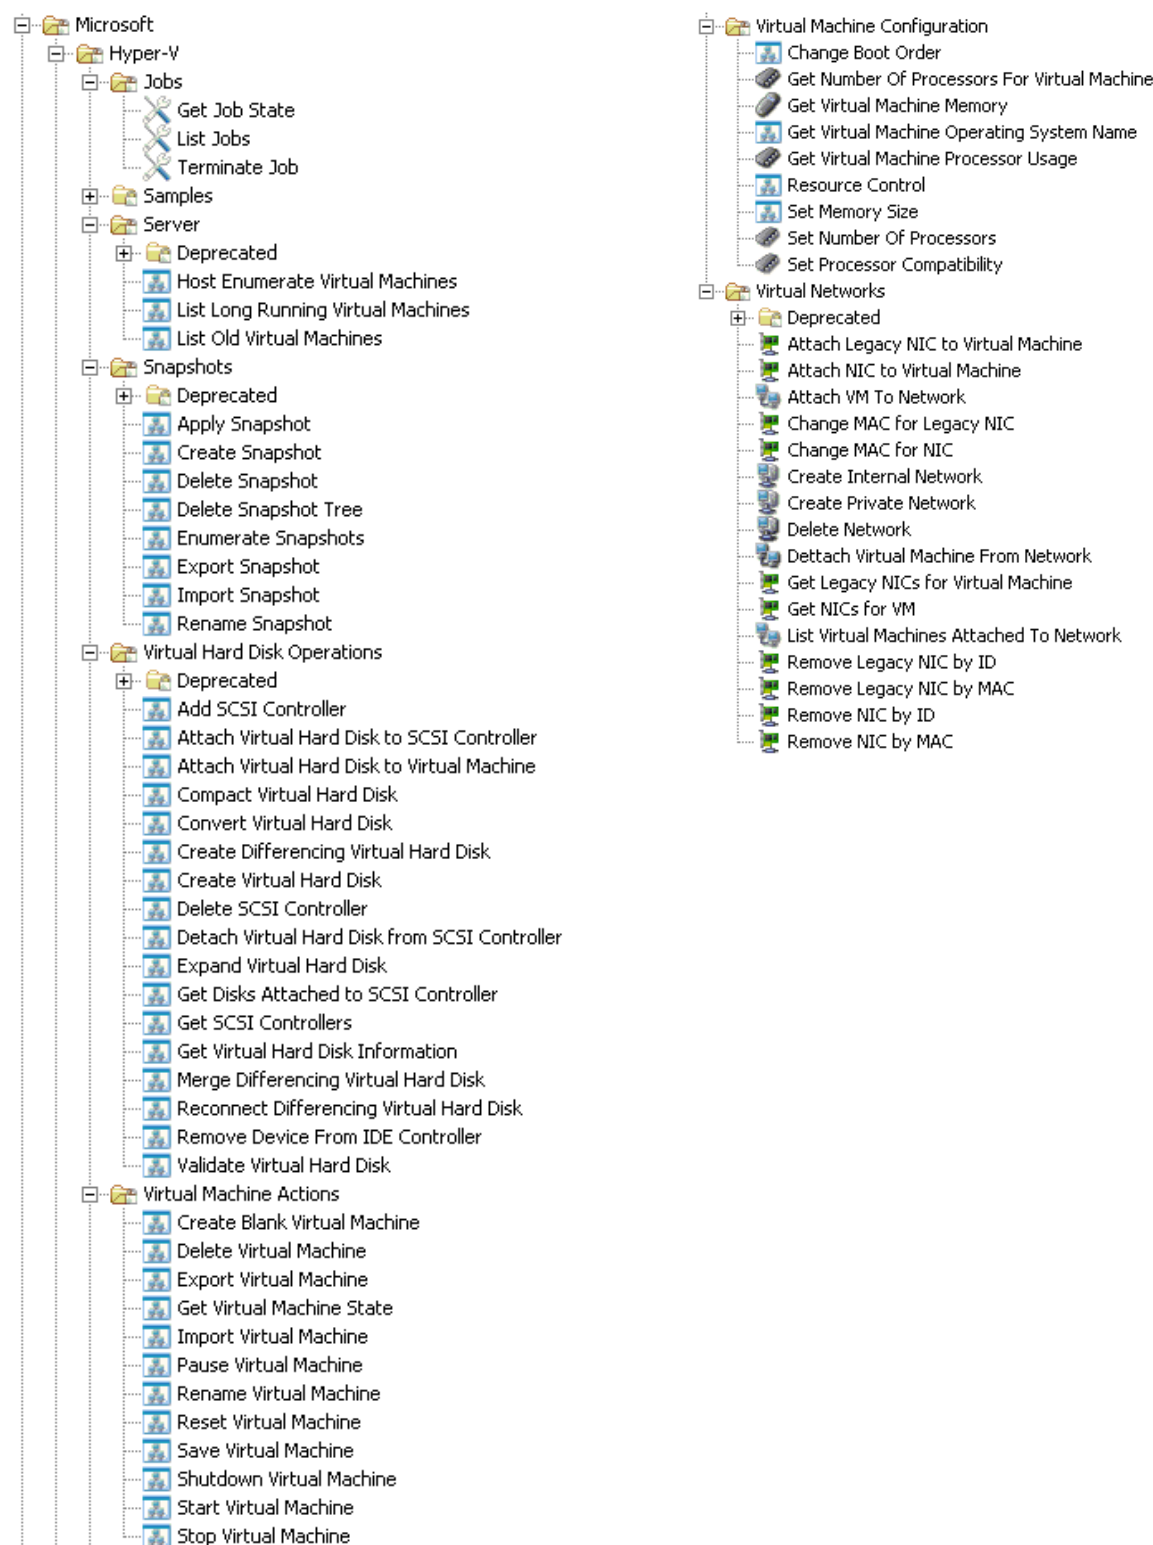 Microsoft
Hyper-V
Jobs
Get Job State
List Jobs
Terminate Job
Samples
Server
Deprecated
Host Enumerate Virtual Machines
List Long Running Virtual Machines
List Old Virtual Machines
Snapshots
Deprecated
Apply Snapshot
Create Snapshot
Delete Snapshot
Delete Snapshot Tree
Enumerate Snapshots
Export Snapshot
Import Snapshot
Rename Snapshot
Virtual Hard Disk Operations
Deprecated
Add SCSI Controller
Attach Virtual Hard Disk to SCSI Controller
Attach Virtual Hard Disk to Virtual Machine
Compact Virtual Hard Disk
Convert Virtual Hard Disk
Create Differencing Virtual Hard Disk
Create Virtual Hard Disk
Delete SCSI Controller
Detach Virtual Hard Disk from SCSI Controller
Expand Virtual Hard Disk
Get Disks Attached to SCSI Controller
Get SCSI Controllers
Get Virtual Hard Disk Information
Merge Differencing Virtual Hard Disk
Reconnect Differencing Virtual Hard Disk
Remove Device From IDE Controller
Validate Virtual Hard Disk
Virtual Machine Actions
Create Blank Virtual Machine
Delete Virtual Machine
Export Virtual Machine
Get Virtual Machine State
Import Virtual Machine
Pause Virtual Machine
Rename Virtual Machine
Reset Virtual Machine
Save Virtual Machine
Shutdown Virtual Machine
Start Virtual Machine
Stop Virtual Machine
Virtual Machine Configuration
Change Boot Order
Get Number Of Processors For Virtual Machine
Get Virtual Machine Memory
Get Virtual Machine Operating System Name
Get Virtual Machine Processor Usage
Resource Control
Set Memory Size
Set Number Of Processors
Set Processor Compatibility
Virtual Networks
Deprecated
Attach Legacy NIC to Virtual Machine
Attach NIC to Virtual Machine
Attach VM To Network
Change MAC for Legacy NIC
Change MAC for NIC
Create Internal Network
Create Private Network
Delete Network
Dettach Virtual Machine From Network
Get Legacy NICs for Virtual Machine
Get NICs for VM
List Virtual Machines Attached To Network
Remove Legacy NIC by ID
Remove Legacy NIC by MAC
Remove NIC by ID
Remove NIC by MAC